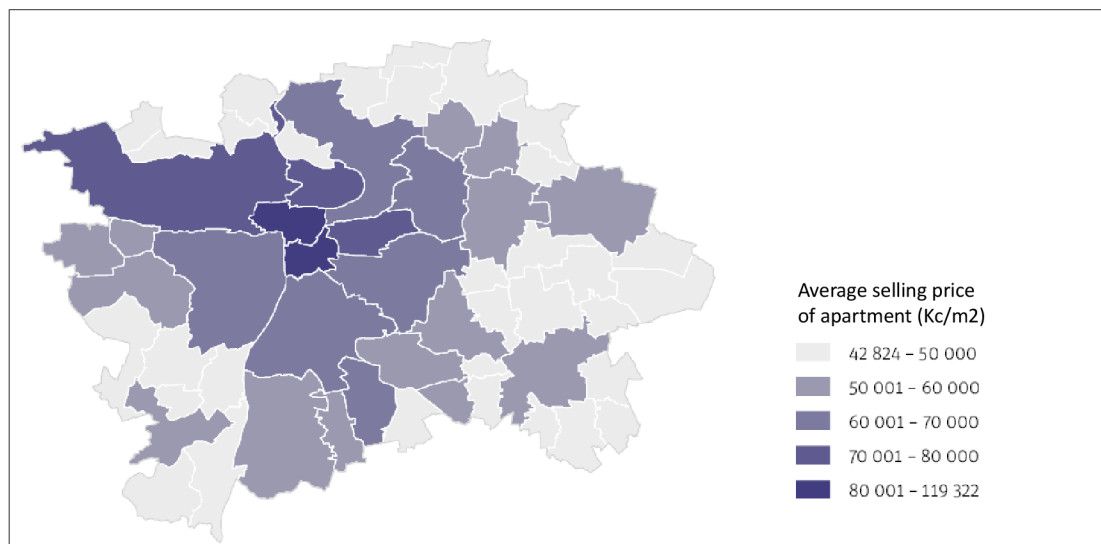 Average selling price
of apartment (Kc/m2)
42 824 – 50 000
50 001 – 60 000
60 001 – 70 000
70 001 – 80 000
80 001 – 119 322